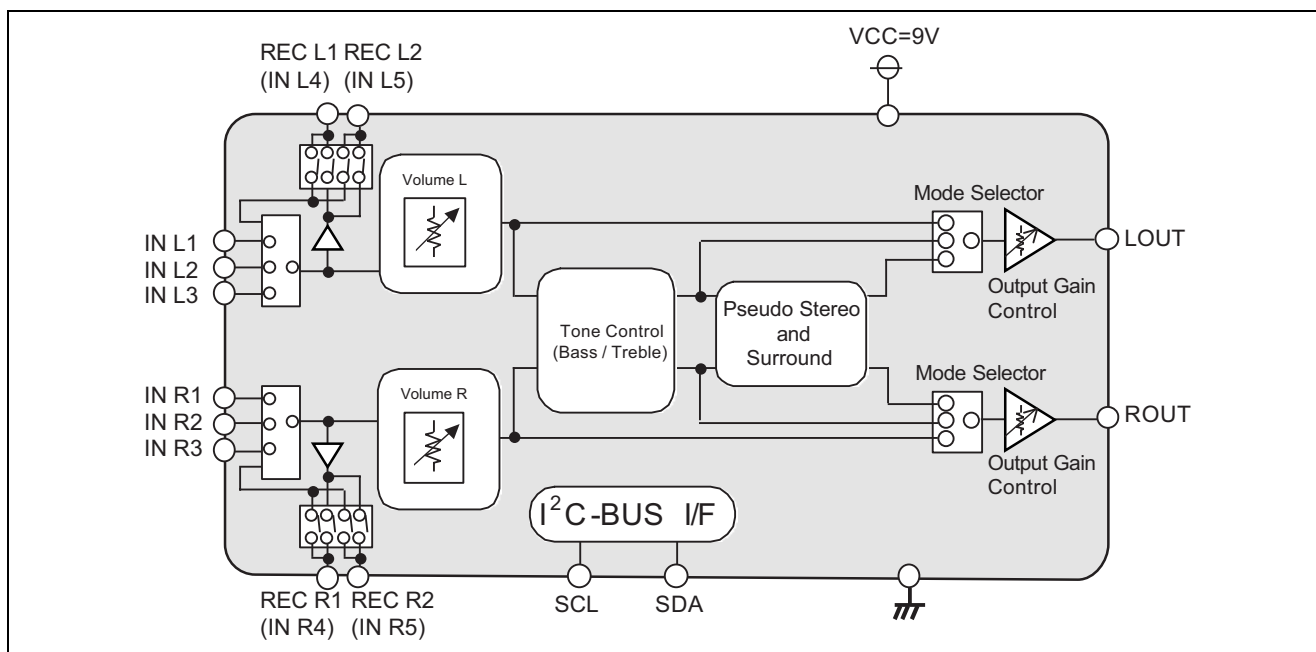 VCC=9V
REC L1 REC L2
(IN L4) (IN L5)
Volume L
Mode Selector
IN L1
IN L2
IN L3
LOUT
Output Gain
Control
Tone Control
(Bass / Treble)
Pseudo Stereo
and
Surround
IN R1
IN R2
IN R3
Volume R
Mode Selector
ROUT
Output Gain
Control
I²C-BUS I/F
REC R1 REC R2
(IN R4) (IN R5)
SCL SDA